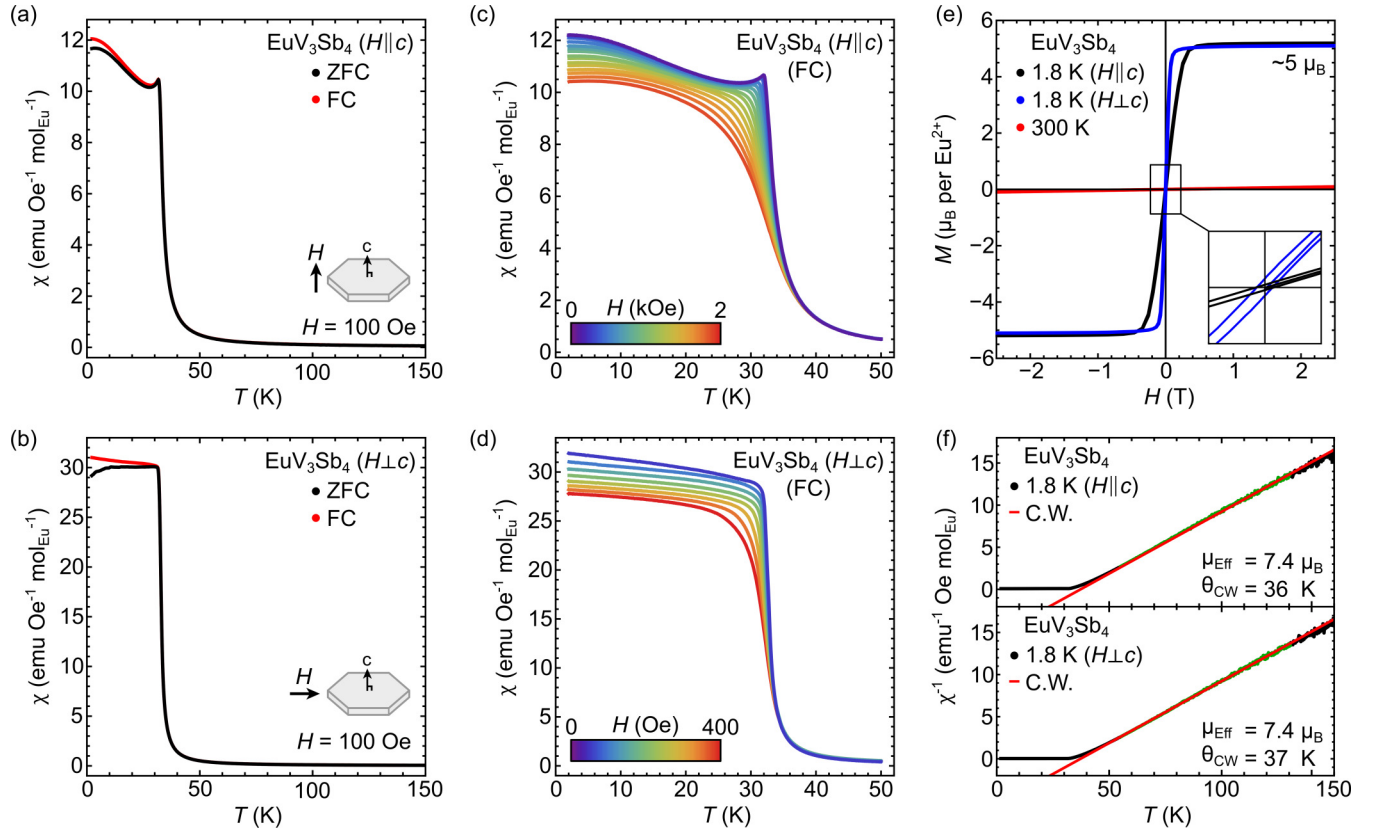 (a)
EuV₃Sb₄ (H∥c)
ZFC
FC
12
10
8
6
4
2
0
χ (emu Oe⁻¹ mol_Eu⁻¹)
c
H
H = 100 Oe
0 50 100 150
T (K)
(b)
EuV₃Sb₄ (H⊥c)
ZFC
FC
30
25
20
15
10
5
0
χ (emu Oe⁻¹ mol_Eu⁻¹)
c
H
H = 100 Oe
0 50 100 150
T (K)
(c)
EuV₃Sb₄ (H∥c)
(FC)
12
10
8
6
4
2
0
χ (emu Oe⁻¹ mol_Eu⁻¹)
0 H (kOe) 2
0 10 20 30 40 50
T (K)
(d)
EuV₃Sb₄ (H⊥c)
(FC)
30
25
20
15
10
5
0
χ (emu Oe⁻¹ mol_Eu⁻¹)
0 H (Oe) 400
0 10 20 30 40 50
T (K)
(e)
EuV₃Sb₄
1.8 K (H∥c)
1.8 K (H⊥c)
300 K
~5 μ_B
6
4
2
0
−2
−4
−6
M (μ_B per Eu²⁺)
−2 −1 0 1 2
H (T)
(f)
EuV₃Sb₄
1.8 K (H∥c)
C.W.
μ_Eff = 7.4 μ_B
θ_CW = 36 K
15
10
5
0
EuV₃Sb₄
1.8 K (H⊥c)
C.W.
μ_Eff = 7.4 μ_B
θ_CW = 37 K
15
10
5
0
χ⁻¹ (emu⁻¹ Oe mol_Eu)
0 50 100 150
T (K)